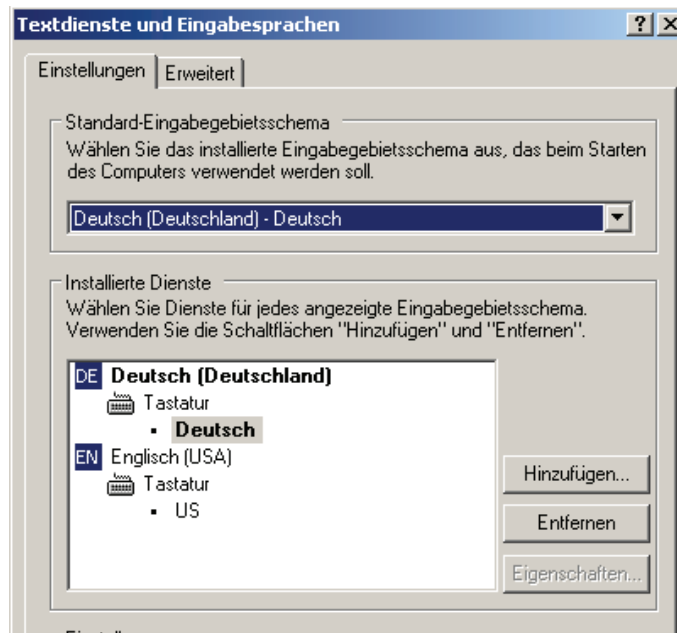 Textdienste und Eingabesprachen
Einstellungen Erweitert
Standard-Eingabegebietsschema
Wählen Sie das installierte Eingabegebietsschema aus, das beim Starten
des Computers verwendet werden soll.
Deutsch (Deutschland) - Deutsch
Installierte Dienste
Wählen Sie Dienste für jedes angezeigte Eingabegebietsschema.
Verwenden Sie die Schaltflächen "Hinzufügen" und "Entfernen".
DE Deutsch (Deutschland)
Tastatur
Deutsch
EN Englisch (USA)
Tastatur
US
Hinzufügen...
Entfernen
Eigenschaften...